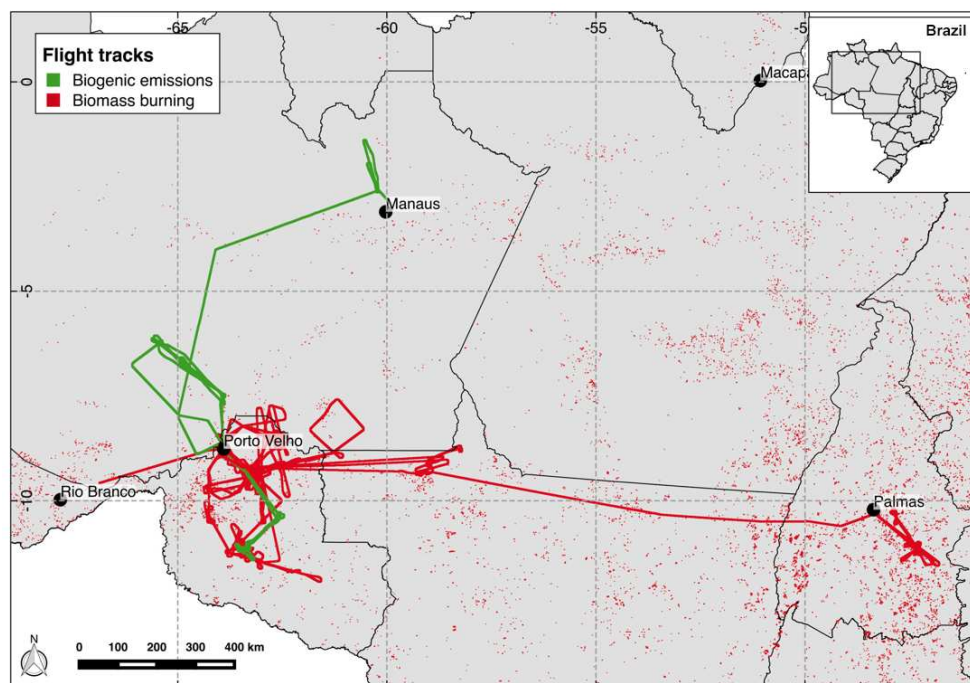 -65
-60
-55
-5
Brazil
Flight tracks
Biogenic emissions
Biomass burning
0
Macapa
Manaus
-5
Porto Velho
-10
Rio Branco
Palmas
N
0 100 200 300 400 km